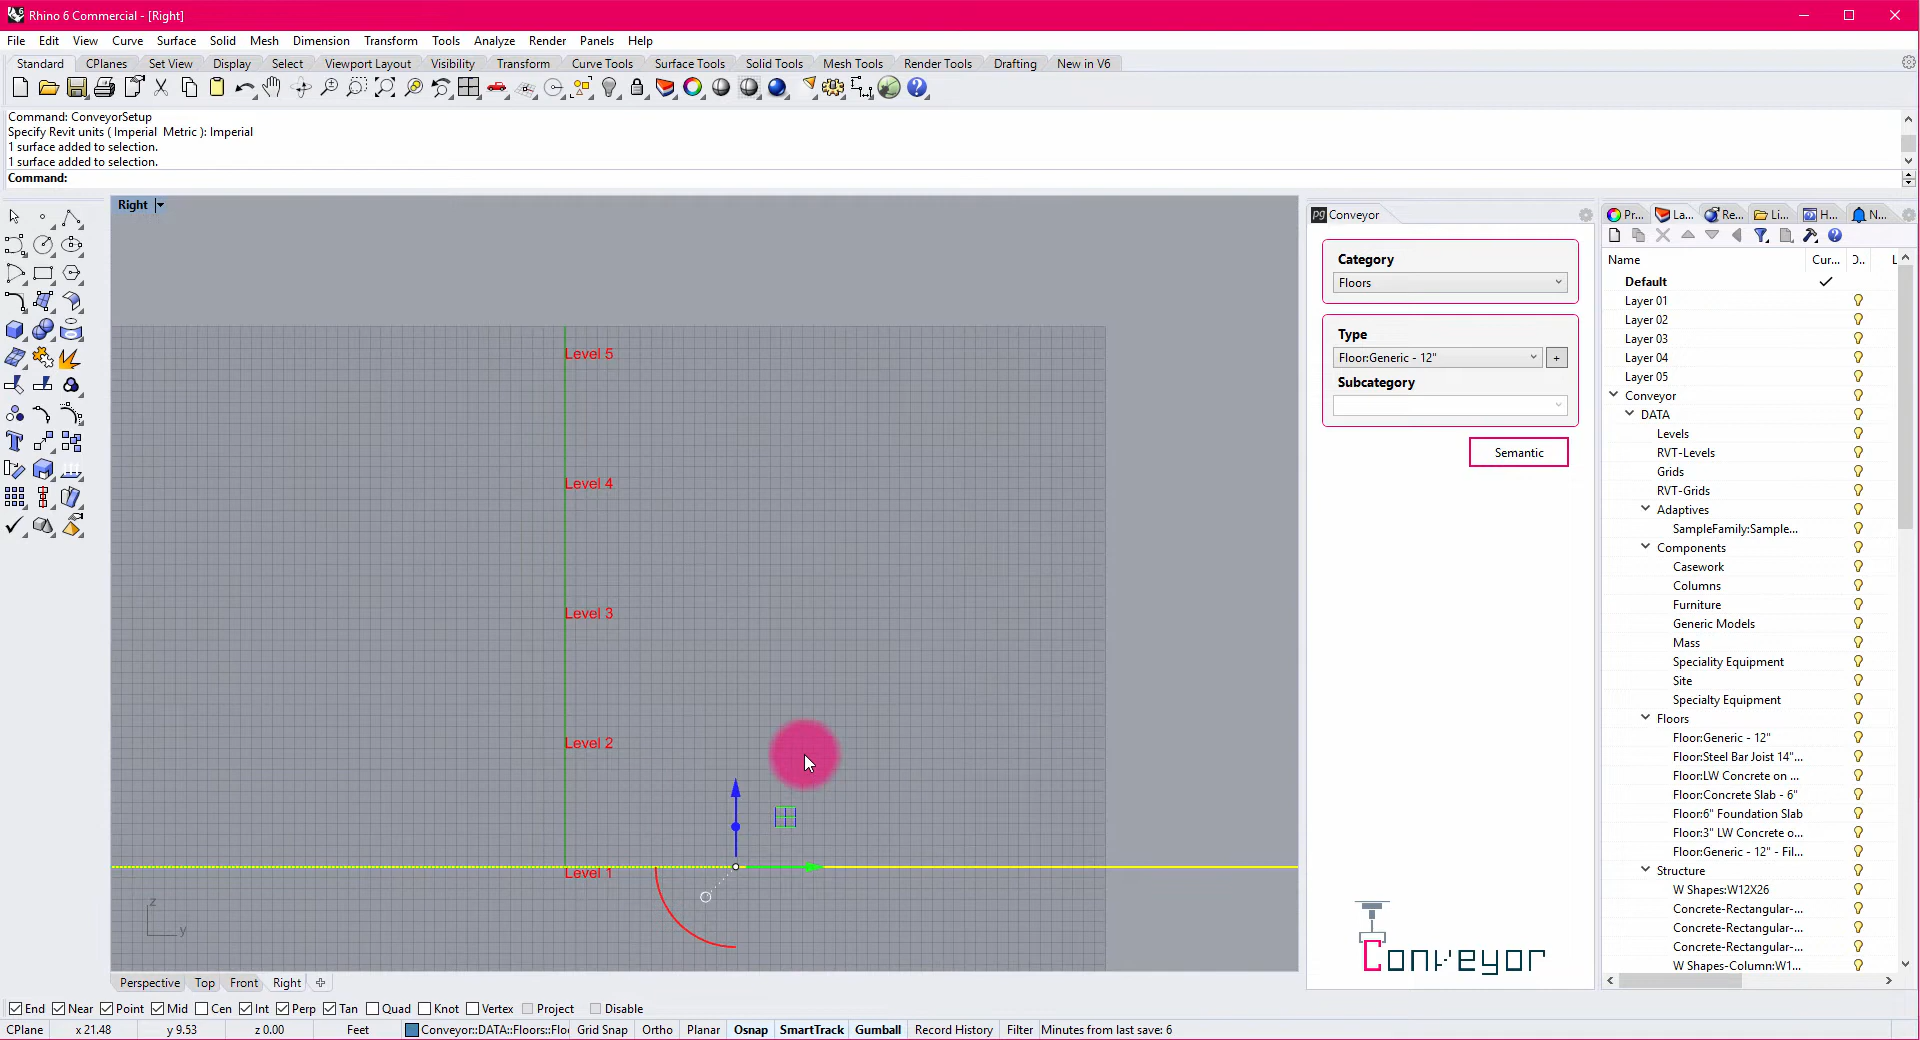 Rhino 6 Commercial - [Right]
File Edit View Curve Surface Solid Mesh Dimension Transform Tools Analyze Render Panels Help
Standard CPlanes Set View Display Select Viewport Layout Visibility Transform Curve Tools Surface Tools Solid Tools Mesh Tools Render Tools Drafting New in V6
Command: ConveyorSetup
Specify Revit units ( Imperial Metric ): Imperial
1 surface added to selection.
1 surface added to selection.
Command:
Right
Level 5
Level 4
Level 3
Level 2
Level 1
z
y
Perspective Top Front Right
pg Conveyor
Category
Floors
Type
Floor:Generic - 12"
+
Subcategory
Semantic
Conveyor
Pr... La... Re... Li... H... N...
Name Cur... L
Default
Layer 01
Layer 02
Layer 03
Layer 04
Layer 05
Conveyor
DATA
Levels
RVT-Levels
Grids
RVT-Grids
Adaptives
SampleFamily:Sample...
Components
Casework
Columns
Furniture
Generic Models
Mass
Speciality Equipment
Site
Specialty Equipment
Floors
Floor:Generic - 12"
Floor:Steel Bar Joist 14"...
Floor:LW Concrete on ...
Floor:Concrete Slab - 6"
Floor:6" Foundation Slab
Floor:3" LW Concrete o...
Floor:Generic - 12" - Fil...
Structure
W Shapes:W12X26
Concrete-Rectangular-...
Concrete-Rectangular-...
Concrete-Rectangular-...
W Shapes-Column:W1...
End Near Point Mid Cen Int Perp Tan Quad Knot Vertex Project Disable
CPlane x 21.48 y 9.53 z 0.00 Feet Conveyor::DATA::Floors::Flo Grid Snap Ortho Planar Osnap SmartTrack Gumball Record History Filter Minutes from last save: 6